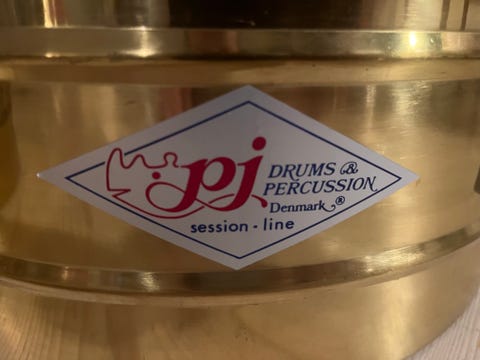 pj
DRUMS &
PERCUSSION
Denmark ®
session - line